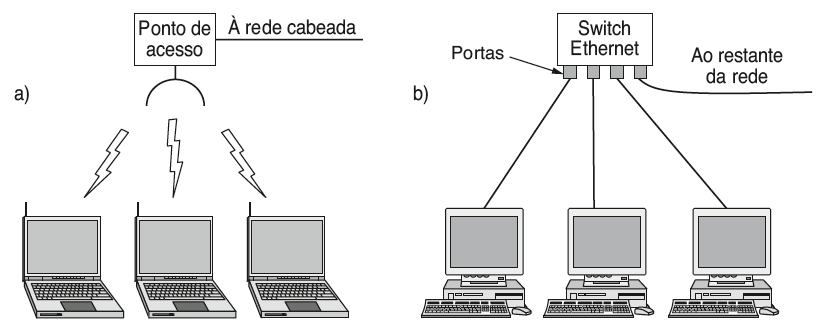 a)
Ponto de
acesso
À rede cabeada
b)
Switch
Ethernet
Portas
Ao restante
da rede